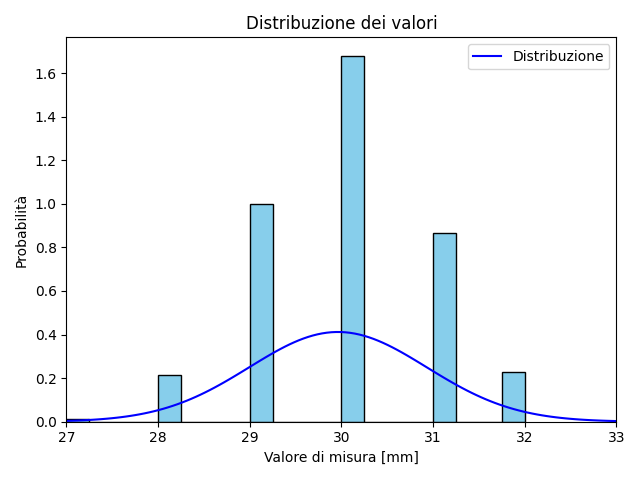 Distribuzione dei valori
Distribuzione
Probabilità
1.6
1.4
1.2
1.0
0.8
0.6
0.4
0.2
0.0
27 28 29 30 31 32 33
Valore di misura [mm]